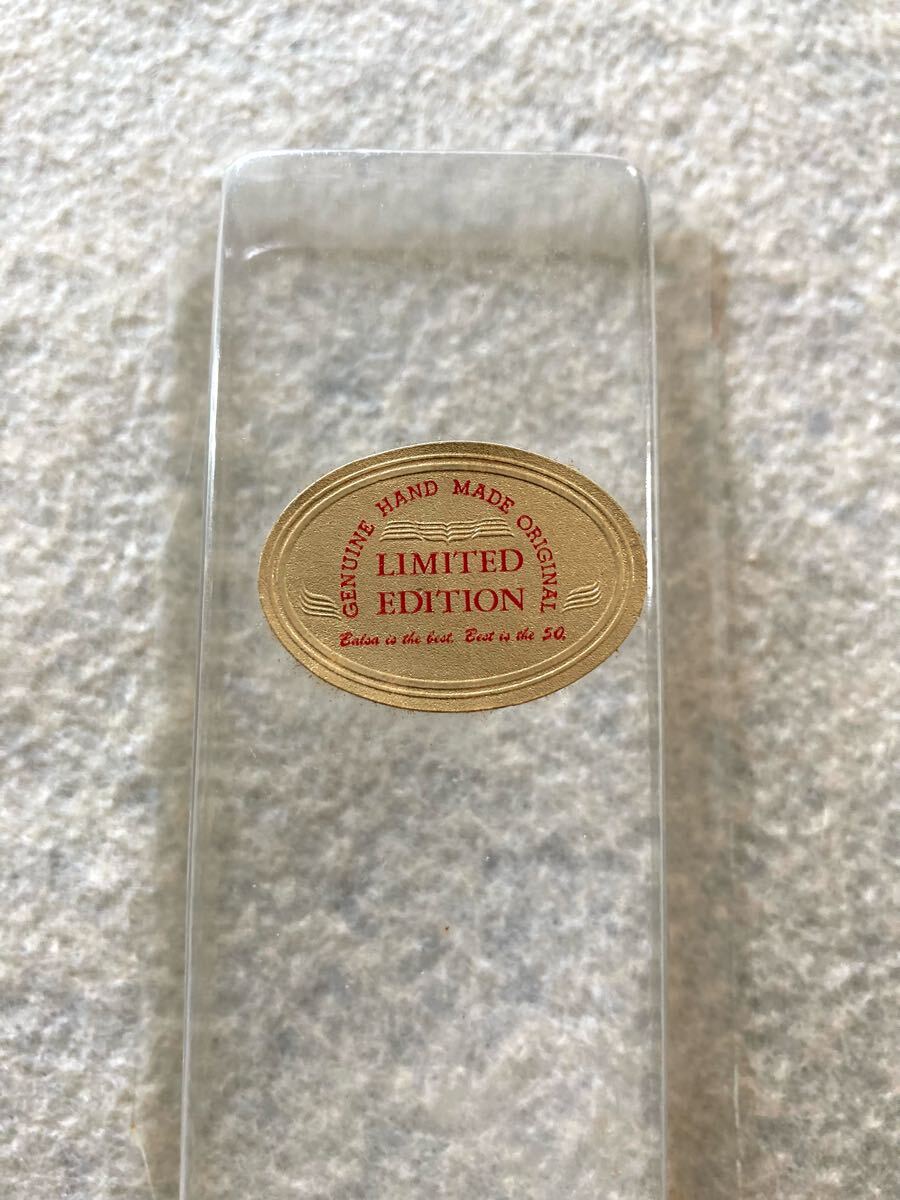 GENUINE HAND MADE ORIGINAL
LIMITED
EDITION
Balsa is the best. Best is the 50.